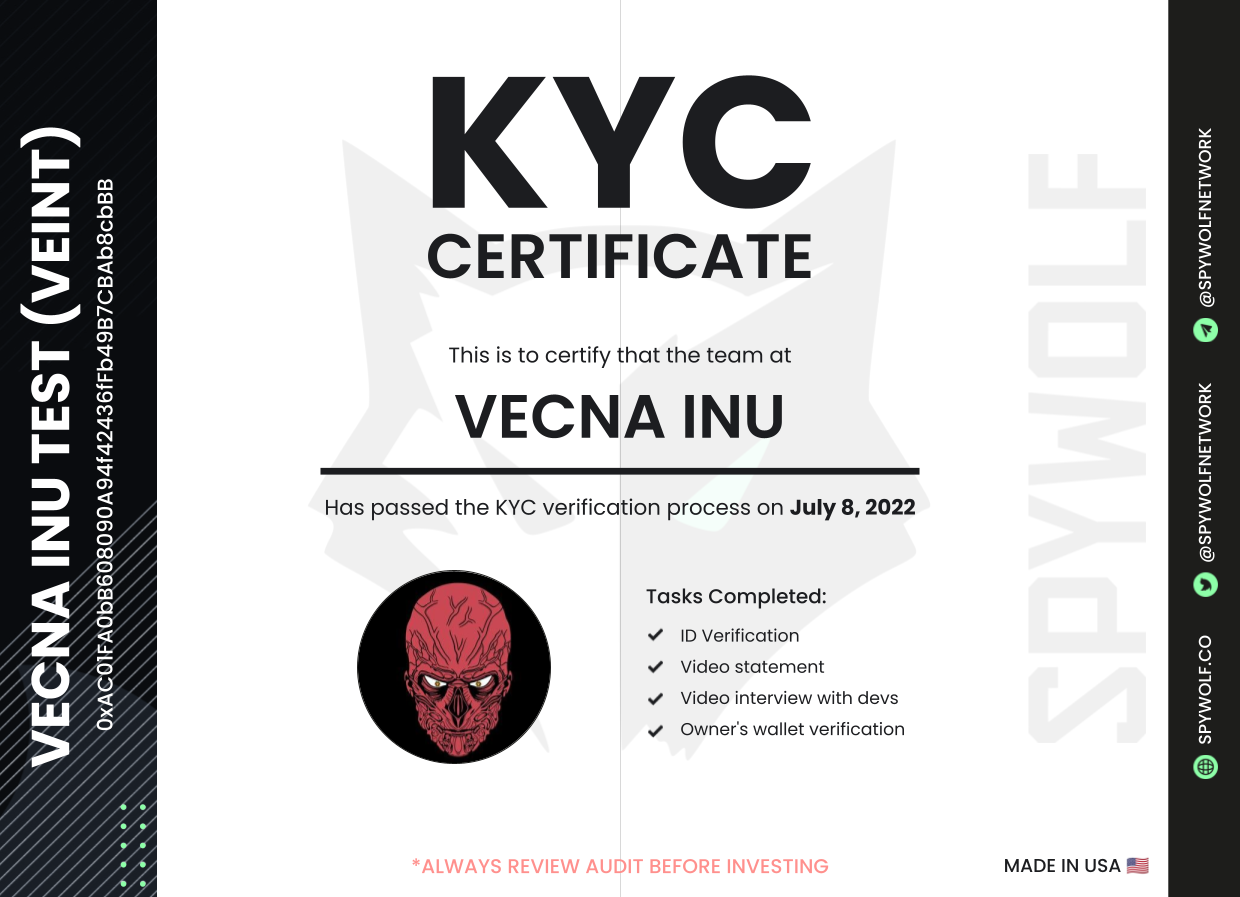 VECNA INU TEST (VEINT)
0xAC01FA0bB608090A94f42436fFb49B7CBAb8cbBB
KYC
CERTIFICATE
This is to certify that the team at
VECNA INU
Has passed the KYC verification process on July 8, 2022
Tasks Completed:
ID Verification
Video statement
Video interview with devs
Owner's wallet verification
*ALWAYS REVIEW AUDIT BEFORE INVESTING
MADE IN USA 🇺🇸
SPYWOLF
SPYWOLF.CO
@SPYWOLFNETWORK
@SPYWOLFNETWORK